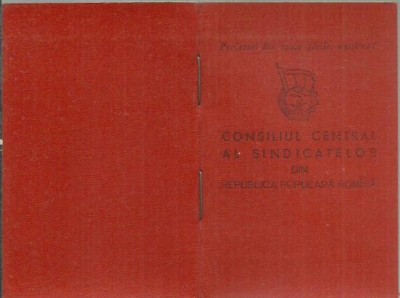 Proletari din toate țările, uniți-vă!
CONSILIUL CENTRAL
AL SINDICATELOR
DIN
REPUBLICA POPULARĂ ROMÂNĂ